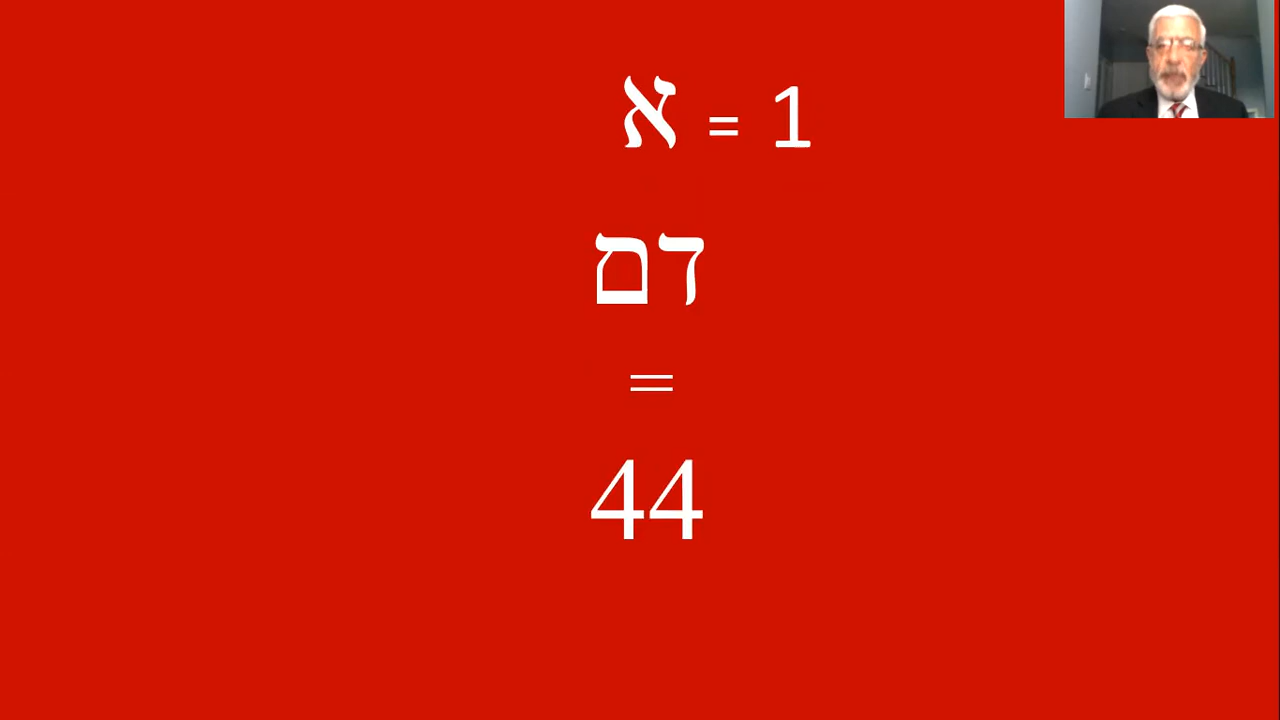 א = 1
דם
=
44